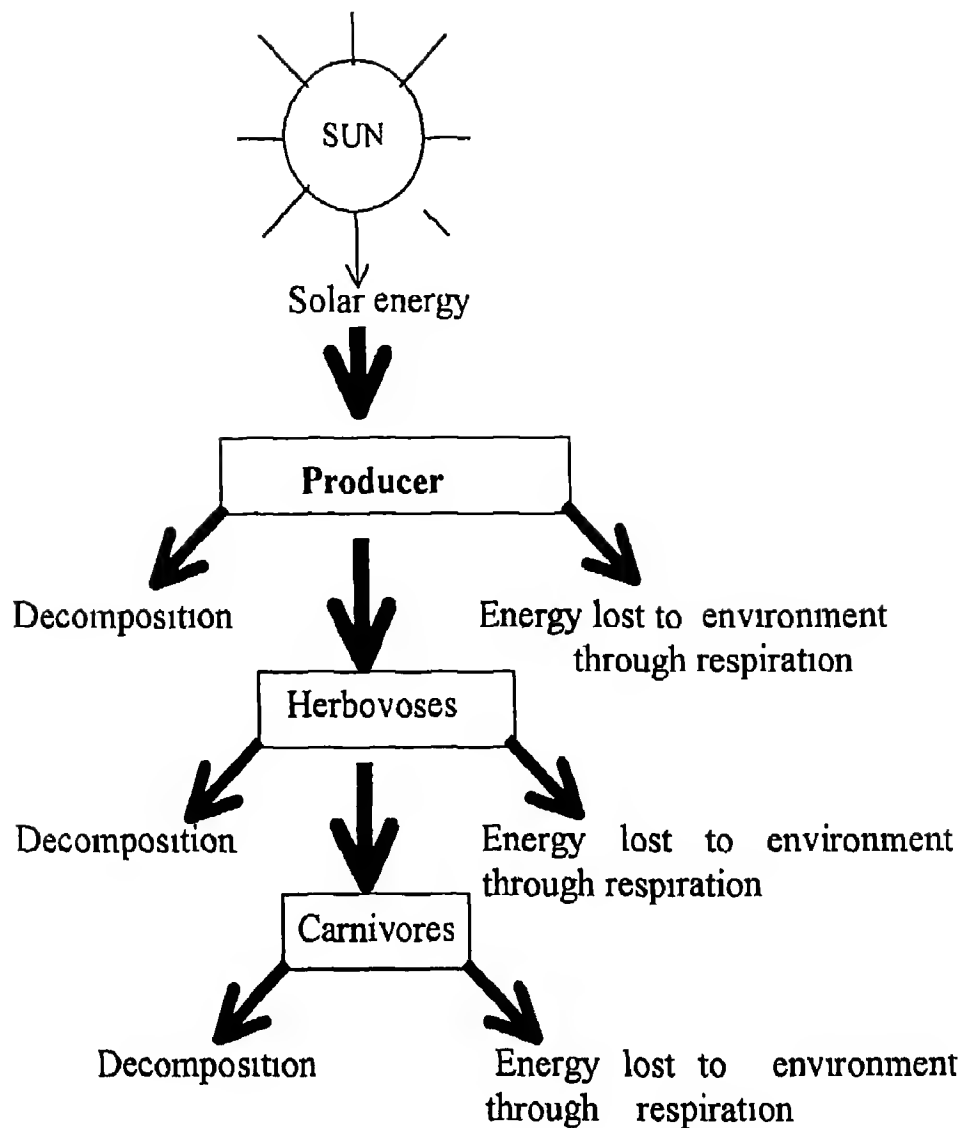 SUN
Solar energy
Producer
Decomposition
Energy lost to environment
through respiration
Herbovoses
Decomposition
Energy lost to environment
through respiration
Carnivores
Decomposition
Energy lost to environment
through respiration